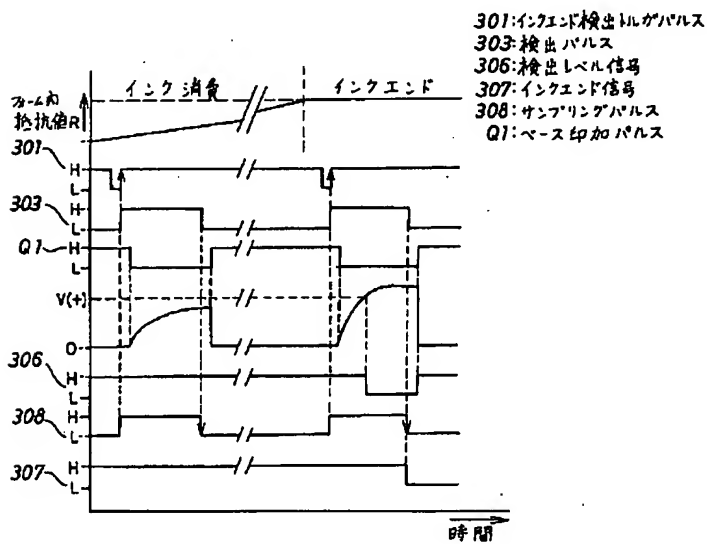 301:インクエンド検出トルガパルス
303:検出パルス
306:検出レベル信号
307:インクエンド信号
308:サンプリングパルス
Q1:ベース印加パルス
インク消費
インクエンド
フォーム内
抵抗値R
301
H
L
303
H
L
Q1
H
L
V(+)
0
306
H
L
308
H
L
307
H
L
時間